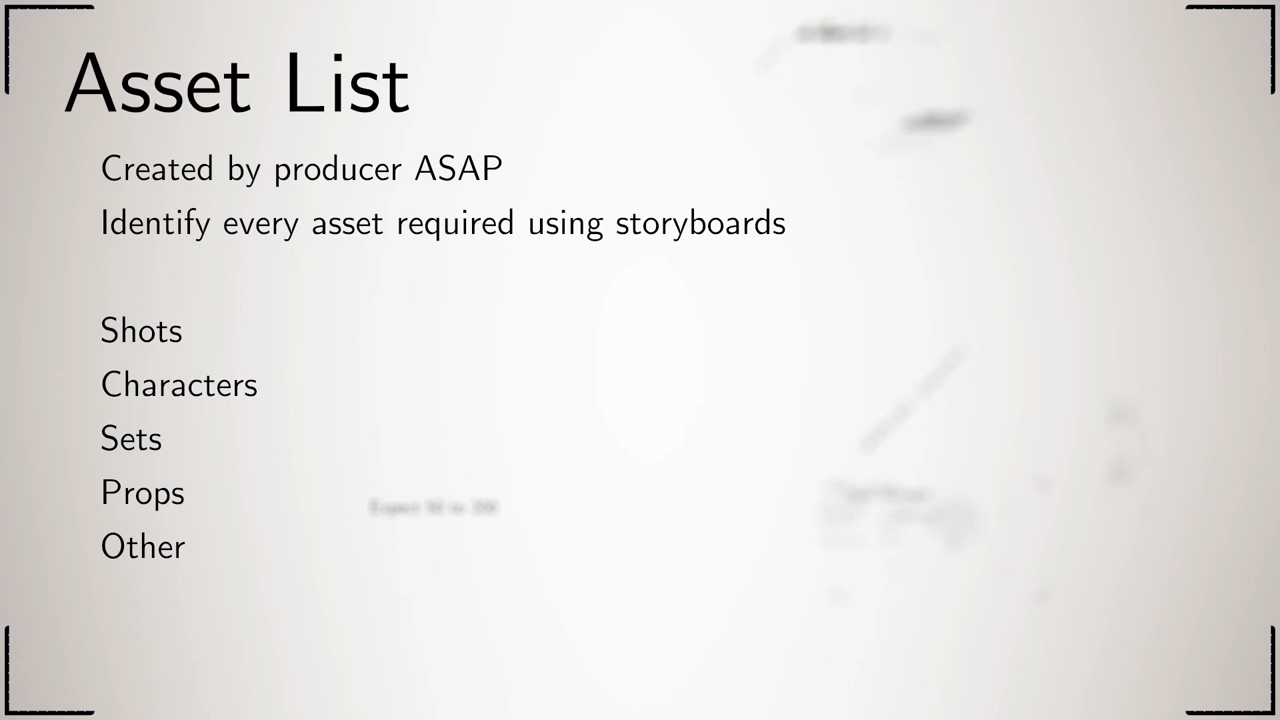 Asset List
Created by producer ASAP
Identify every asset required using storyboards
Shots
Characters
Sets
Props
Other